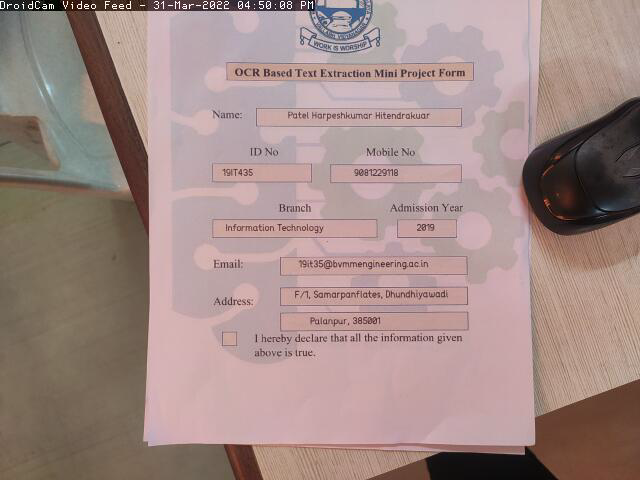 DroidCam Video Feed - 31-Mar-2022 04:50:08 PM
WORK IS WORSHIP
OCR Based Text Extraction Mini Project Form
Name: Patel Harpeshkumar Hitendrakuar
ID No Mobile No
19IT435 9081229118
Branch Admission Year
Information Technology 2019
Email: 19it35@bvmmengineering.ac.in
Address: F/1, Samarpanflates, Dhundhiyawadi
Palanpur, 385001
I hereby declare that all the information given
above is true.